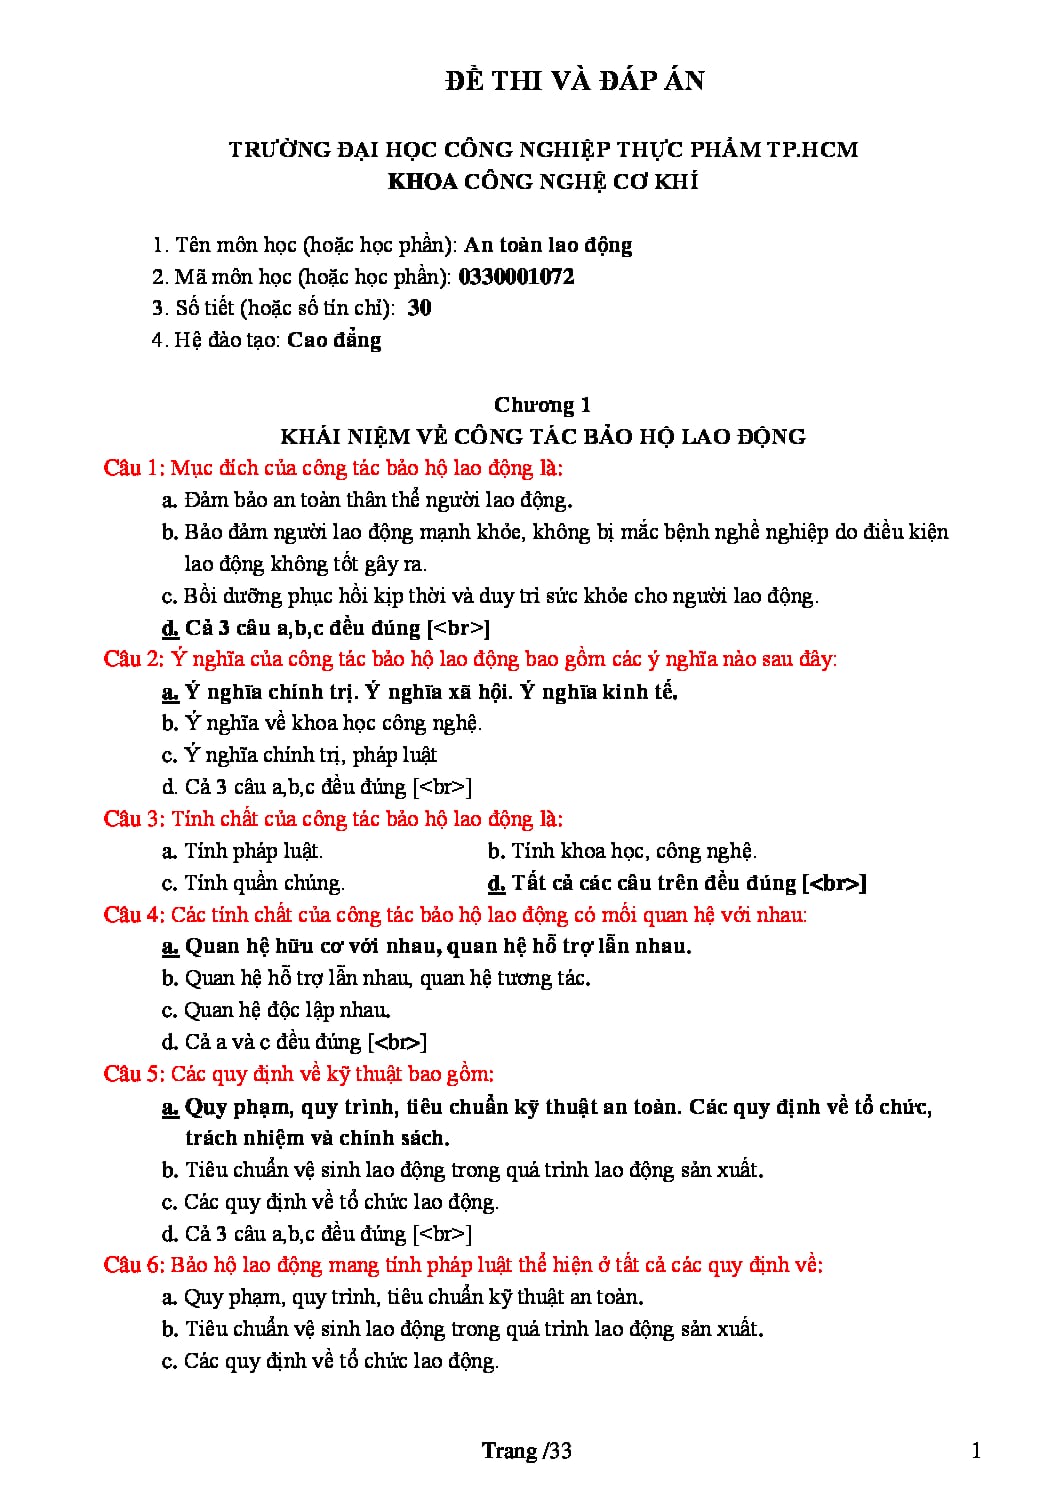 ĐỀ THI VÀ ĐÁP ÁN
TRƯỜNG ĐẠI HỌC CÔNG NGHIỆP THỰC PHẨM TP.HCM
KHOA CÔNG NGHỆ CƠ KHÍ
1. Tên môn học (hoặc học phần): An toàn lao động
2. Mã môn học (hoặc học phần): 0330001072
3. Số tiết (hoặc số tín chỉ): 30
4. Hệ đào tạo: Cao đẳng
Chương 1
KHÁI NIỆM VỀ CÔNG TÁC BẢO HỘ LAO ĐỘNG
Câu 1: Mục đích của công tác bảo hộ lao động là:
a. Đảm bảo an toàn thân thể người lao động.
b. Bảo đảm người lao động mạnh khỏe, không bị mắc bệnh nghề nghiệp do điều kiện
lao động không tốt gây ra.
c. Bồi dưỡng phục hồi kịp thời và duy trì sức khỏe cho người lao động.
d. Cả 3 câu a,b,c đều đúng [<br>]
Câu 2: Ý nghĩa của công tác bảo hộ lao động bao gồm các ý nghĩa nào sau đây:
a. Ý nghĩa chính trị. Ý nghĩa xã hội. Ý nghĩa kinh tế.
b. Ý nghĩa về khoa học công nghệ.
c. Ý nghĩa chính trị, pháp luật
d. Cả 3 câu a,b,c đều đúng [<br>]
Câu 3: Tính chất của công tác bảo hộ lao động là:
a. Tính pháp luật. b. Tính khoa học, công nghệ.
c. Tính quần chúng. d. Tất cả các câu trên đều đúng [<br>]
Câu 4: Các tính chất của công tác bảo hộ lao động có mối quan hệ với nhau:
a. Quan hệ hữu cơ với nhau, quan hệ hỗ trợ lẫn nhau.
b. Quan hệ hỗ trợ lẫn nhau, quan hệ tương tác.
c. Quan hệ độc lập nhau.
d. Cả a và c đều đúng [<br>]
Câu 5: Các quy định về kỹ thuật bao gồm:
a. Quy phạm, quy trình, tiêu chuẩn kỹ thuật an toàn. Các quy định về tổ chức,
trách nhiệm và chính sách.
b. Tiêu chuẩn vệ sinh lao động trong quá trình lao động sản xuất.
c. Các quy định về tổ chức lao động.
d. Cả 3 câu a,b,c đều đúng [<br>]
Câu 6: Bảo hộ lao động mang tính pháp luật thể hiện ở tất cả các quy định về:
a. Quy phạm, quy trình, tiêu chuẩn kỹ thuật an toàn.
b. Tiêu chuẩn vệ sinh lao động trong quá trình lao động sản xuất.
c. Các quy định về tổ chức lao động.
Trang /33 1